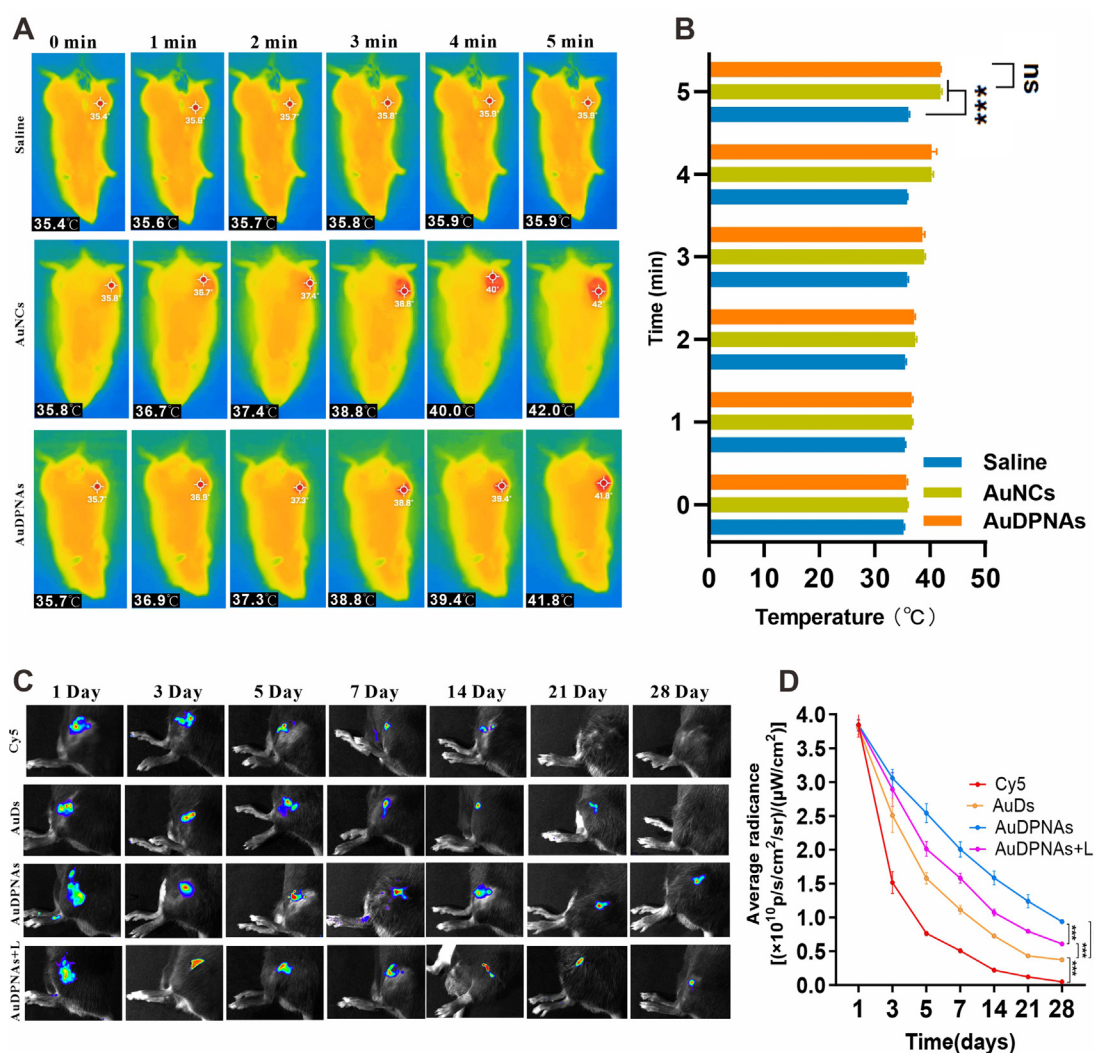 A
0 min 1 min 2 min 3 min 4 min 5 min
Saline
35.4° 35.6° 35.7° 35.8° 35.9° 35.9°
35.4℃ 35.6℃ 35.7℃ 35.8℃ 35.9℃ 35.9℃
AuNCs
35.8° 37.4° 38.8° 40° 42°
35.8℃ 36.7℃ 37.4℃ 38.8℃ 40.0℃ 42.0℃
AuDPNAs
35.7° 36.9° 37.3° 38.8° 39.4° 41.8°
35.7℃ 36.9℃ 37.3℃ 38.8℃ 39.4℃ 41.8℃
B
Time (min)
5
4
3
2
1
0
ns
***
Saline
AuNCs
AuDPNAs
0 10 20 30 40 50
Temperature（℃）
C
1 Day 3 Day 5 Day 7 Day 14 Day 21 Day 28 Day
Cy5
AuDs
AuDPNAs
AuDPNAs+L
D
Average radicance
[(×10¹⁰p/s/cm²/sr)/(μW/cm²)]
4.0
3.5
3.0
2.5
2.0
1.5
1.0
0.5
0.0
Cy5
AuDs
AuDPNAs
AuDPNAs+L
***
***
***
1 3 5 7 14 21 28
Time(days)